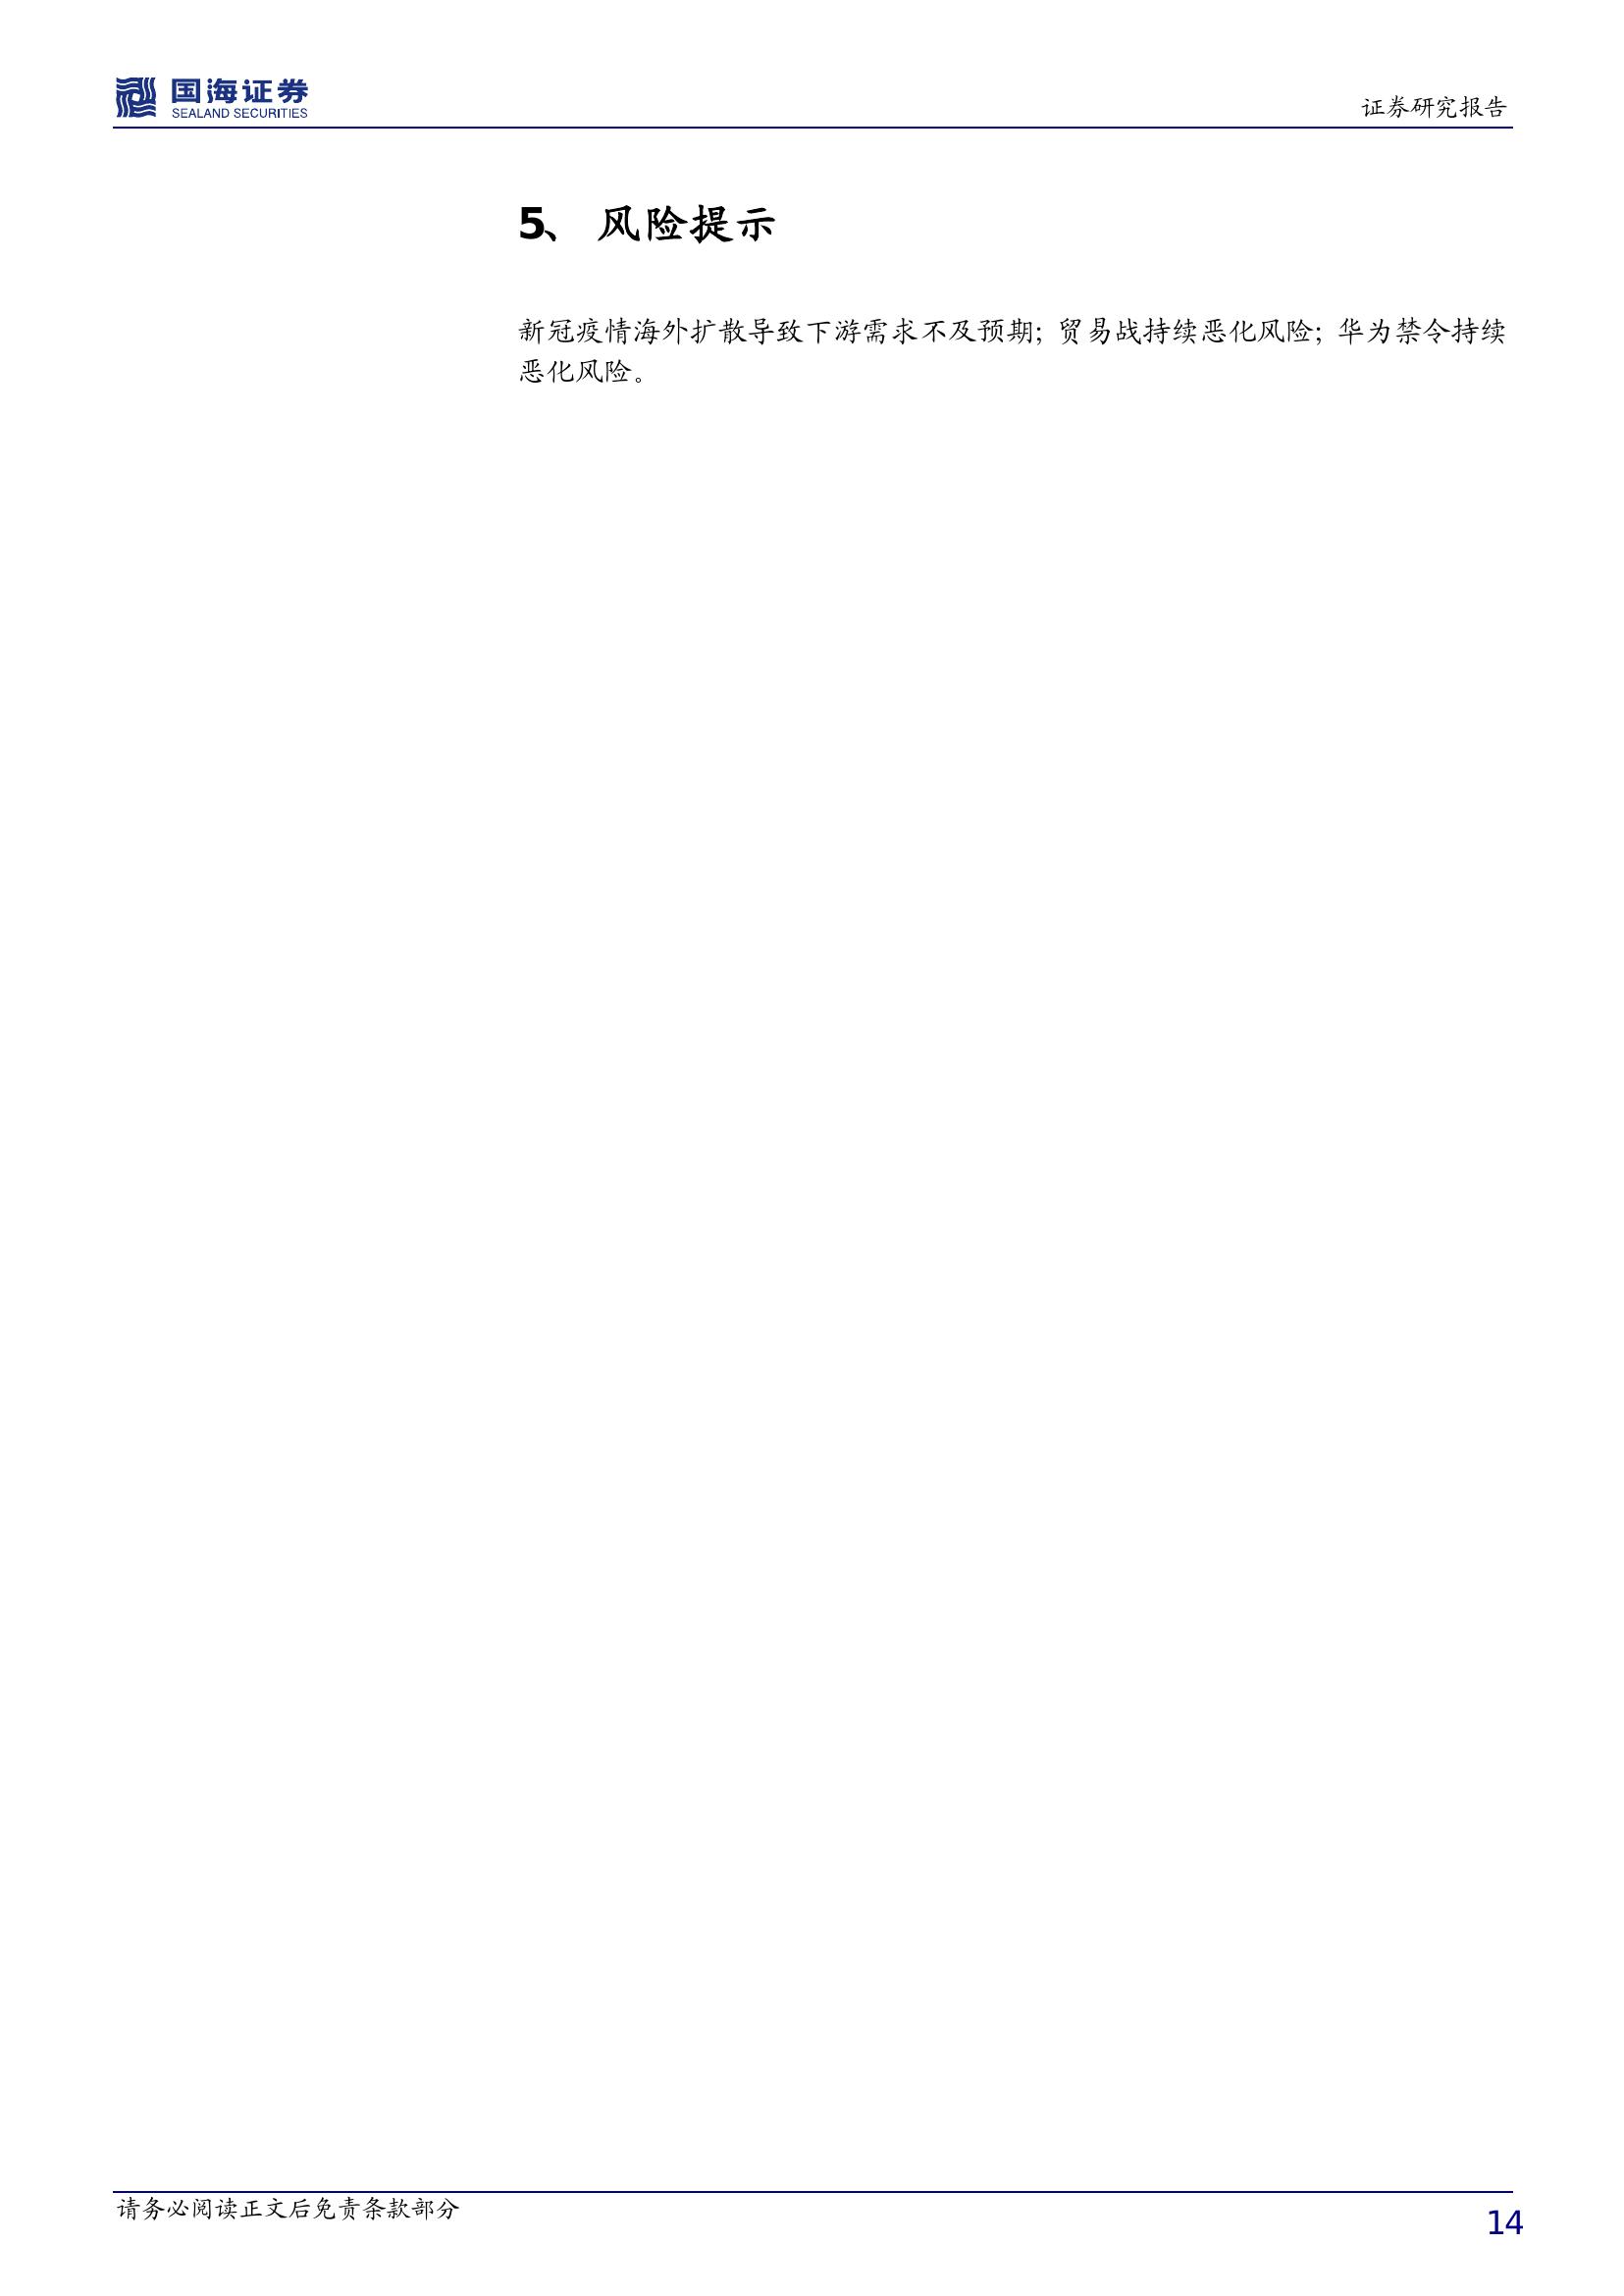 国海证券
SEALAND SECURITIES
证券研究报告
5、 风险提示
新冠疫情海外扩散导致下游需求不及预期；贸易战持续恶化风险；华为禁令持续
恶化风险。
请务必阅读正文后免责条款部分
14